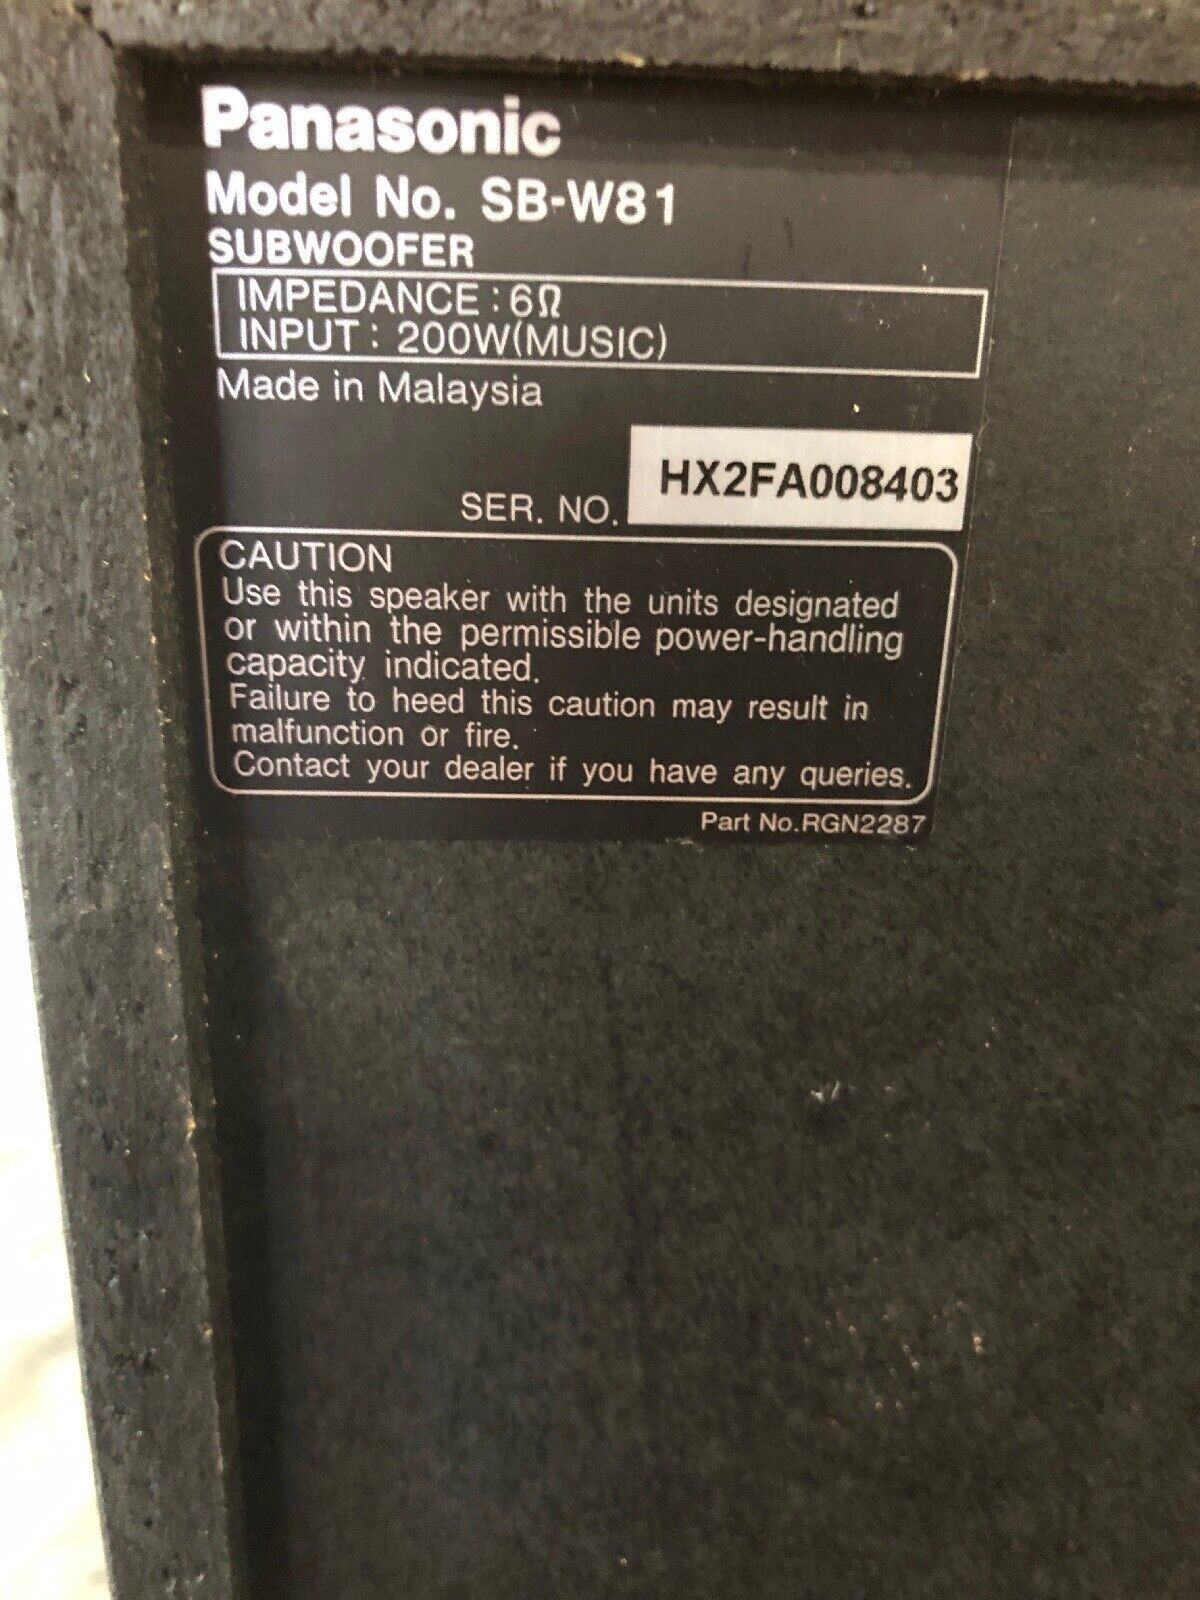 Panasonic
Model No. SB-W81
SUBWOOFER
IMPEDANCE : 6Ω
INPUT : 200W(MUSIC)
Made in Malaysia
SER. NO. HX2FA008403
CAUTION
Use this speaker with the units designated
or within the permissible power-handling
capacity indicated.
Failure to heed this caution may result in
malfunction or fire.
Contact your dealer if you have any queries.
Part No.RGN2287